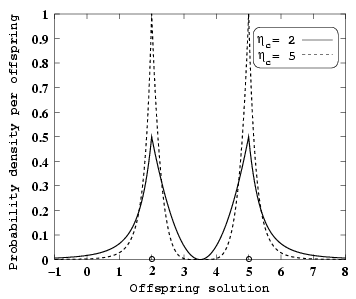 Probability density per offspring
1
0.9
0.8
0.7
0.6
0.5
0.4
0.3
0.2
0.1
0
ηc= 2
ηc= 5
−1 0 1 2 3 4 5 6 7 8
Offspring solution